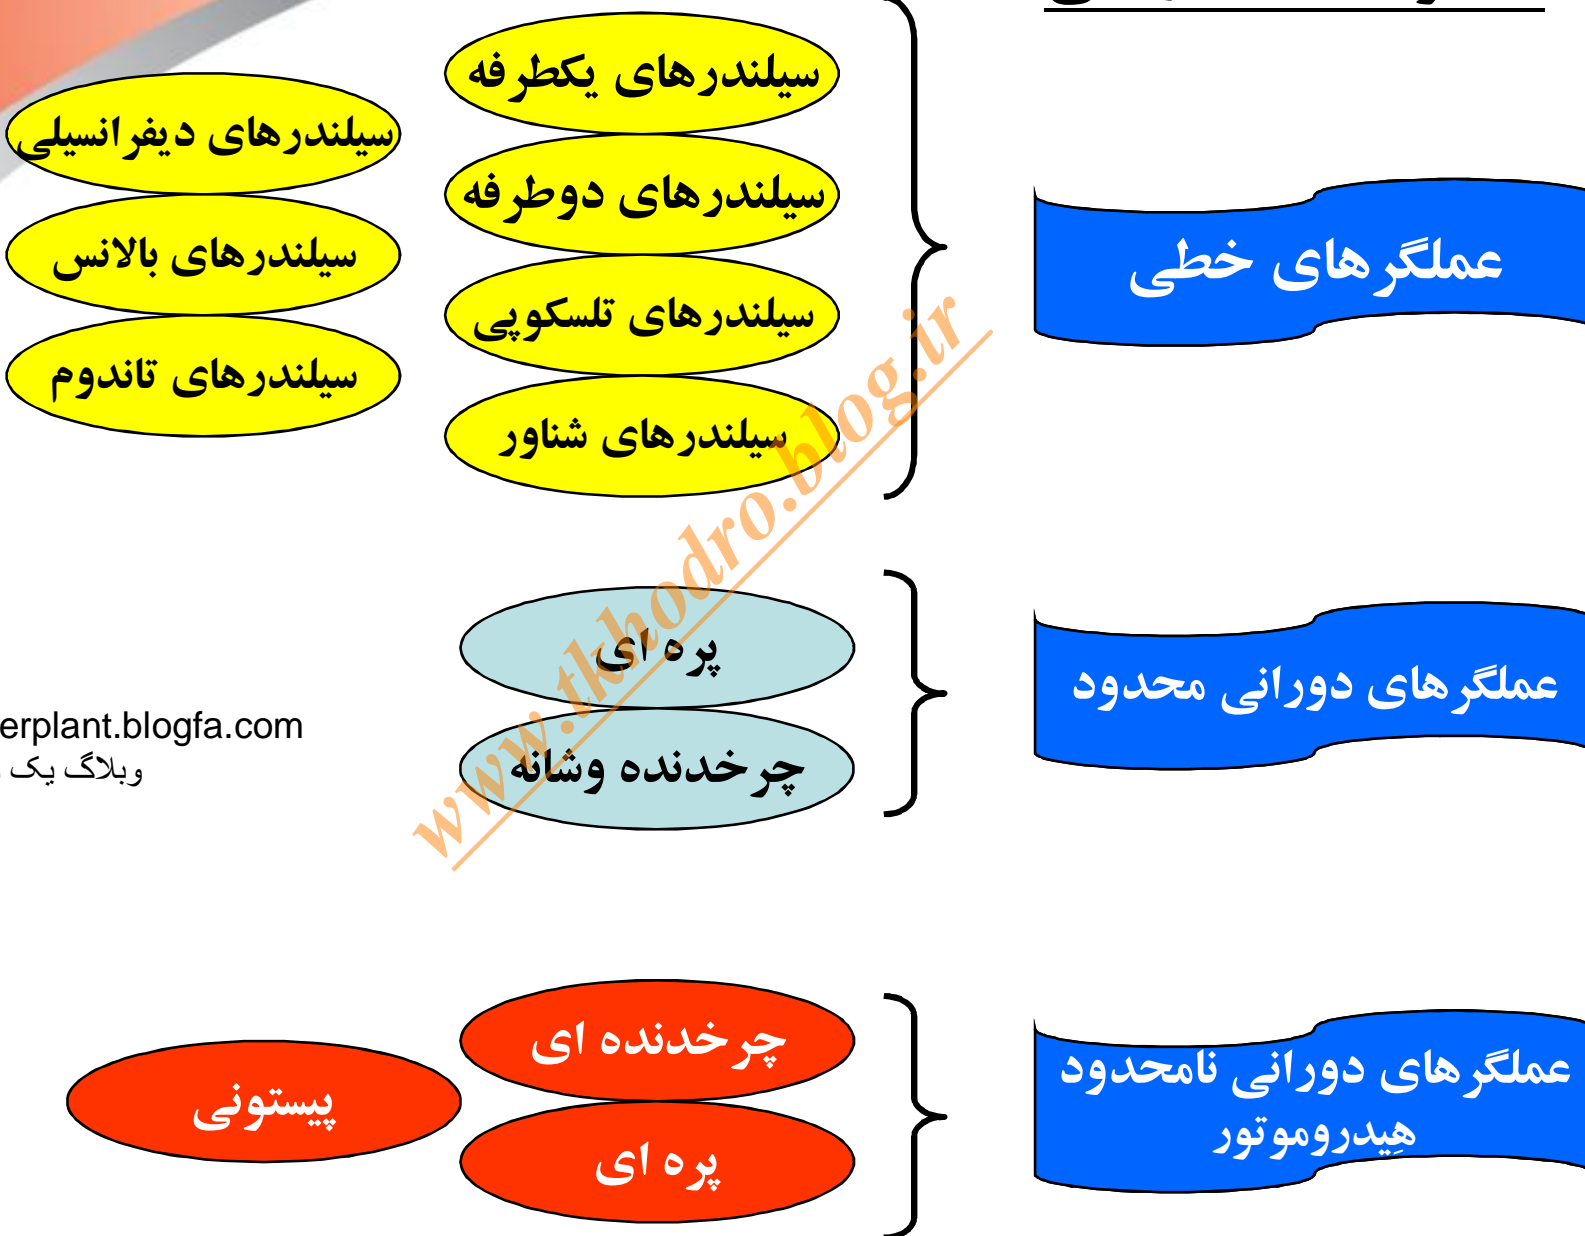 عملگرهای خطی
سیلندرهای یکطرفه
سیلندرهای دوطرفه
سیلندرهای تلسکوپی
سیلندرهای شناور
سیلندرهای دیفرانسیلی
سیلندرهای بالانس
سیلندرهای تاندوم
عملگرهای دورانی محدود
پره ای
چرخدنده وشانه
erplant.blogfa.com
وبلاگ یک
عملگرهای دورانی نامحدود
هِیدروموتور
چرخدنده ای
پره ای
پیستونی
www.tkhodro.blog.ir